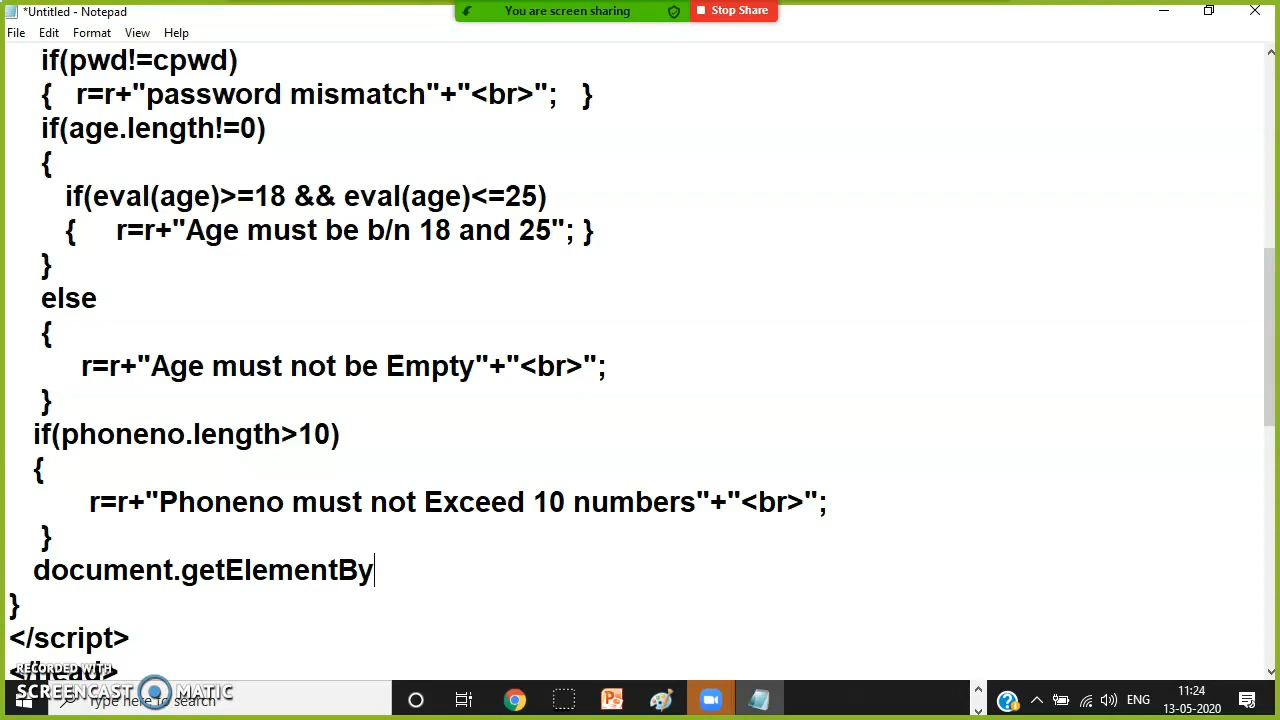 *Untitled - Notepad
You are screen sharing
Stop Share
File Edit Format View Help
if(pwd!=cpwd)
{ r=r+"password mismatch"+"<br>"; }
if(age.length!=0)
{
if(eval(age)>=18 && eval(age)<=25)
{ r=r+"Age must be b/n 18 and 25"; }
}
else
{
r=r+"Age must not be Empty"+"<br>";
}
if(phoneno.length>10)
{
r=r+"Phoneno must not Exceed 10 numbers"+"<br>";
}
document.getElementBy
}
</script>
</head>
RECORDED WITH
SCREENCAST MATIC
Type here to search
ENG
11:24
13-05-2020